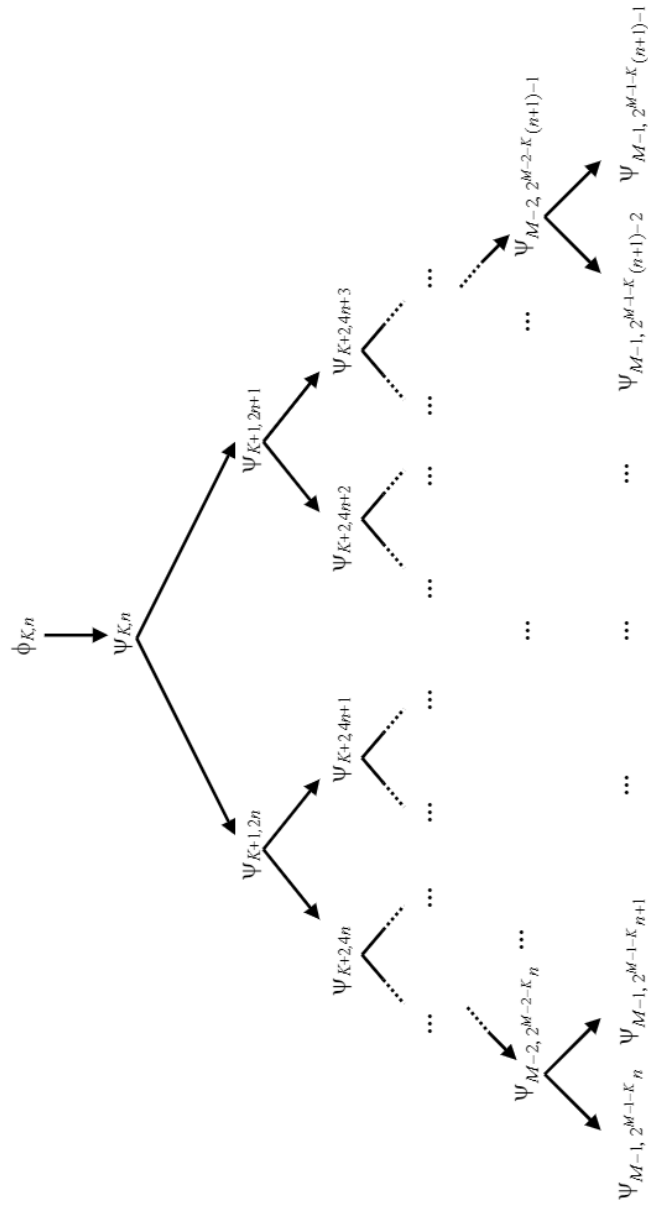 ϕ_{K,n}
ψ_{K,n}
ψ_{K+1,2n} ψ_{K+1,2n+1}
ψ_{K+2,4n} ψ_{K+2,4n+1} ψ_{K+2,4n+2} ψ_{K+2,4n+3}
... ... ... ... ... ... ... ...
ψ_{M−2, 2^{M−2−K}n} ... ... ... ψ_{M−2, 2^{M−2−K}(n+1)−1}
ψ_{M−1, 2^{M−1−K}n} ψ_{M−1, 2^{M−1−K}n+1} ... ... ... ψ_{M−1, 2^{M−1−K}(n+1)−2} ψ_{M−1, 2^{M−1−K}(n+1)−1}